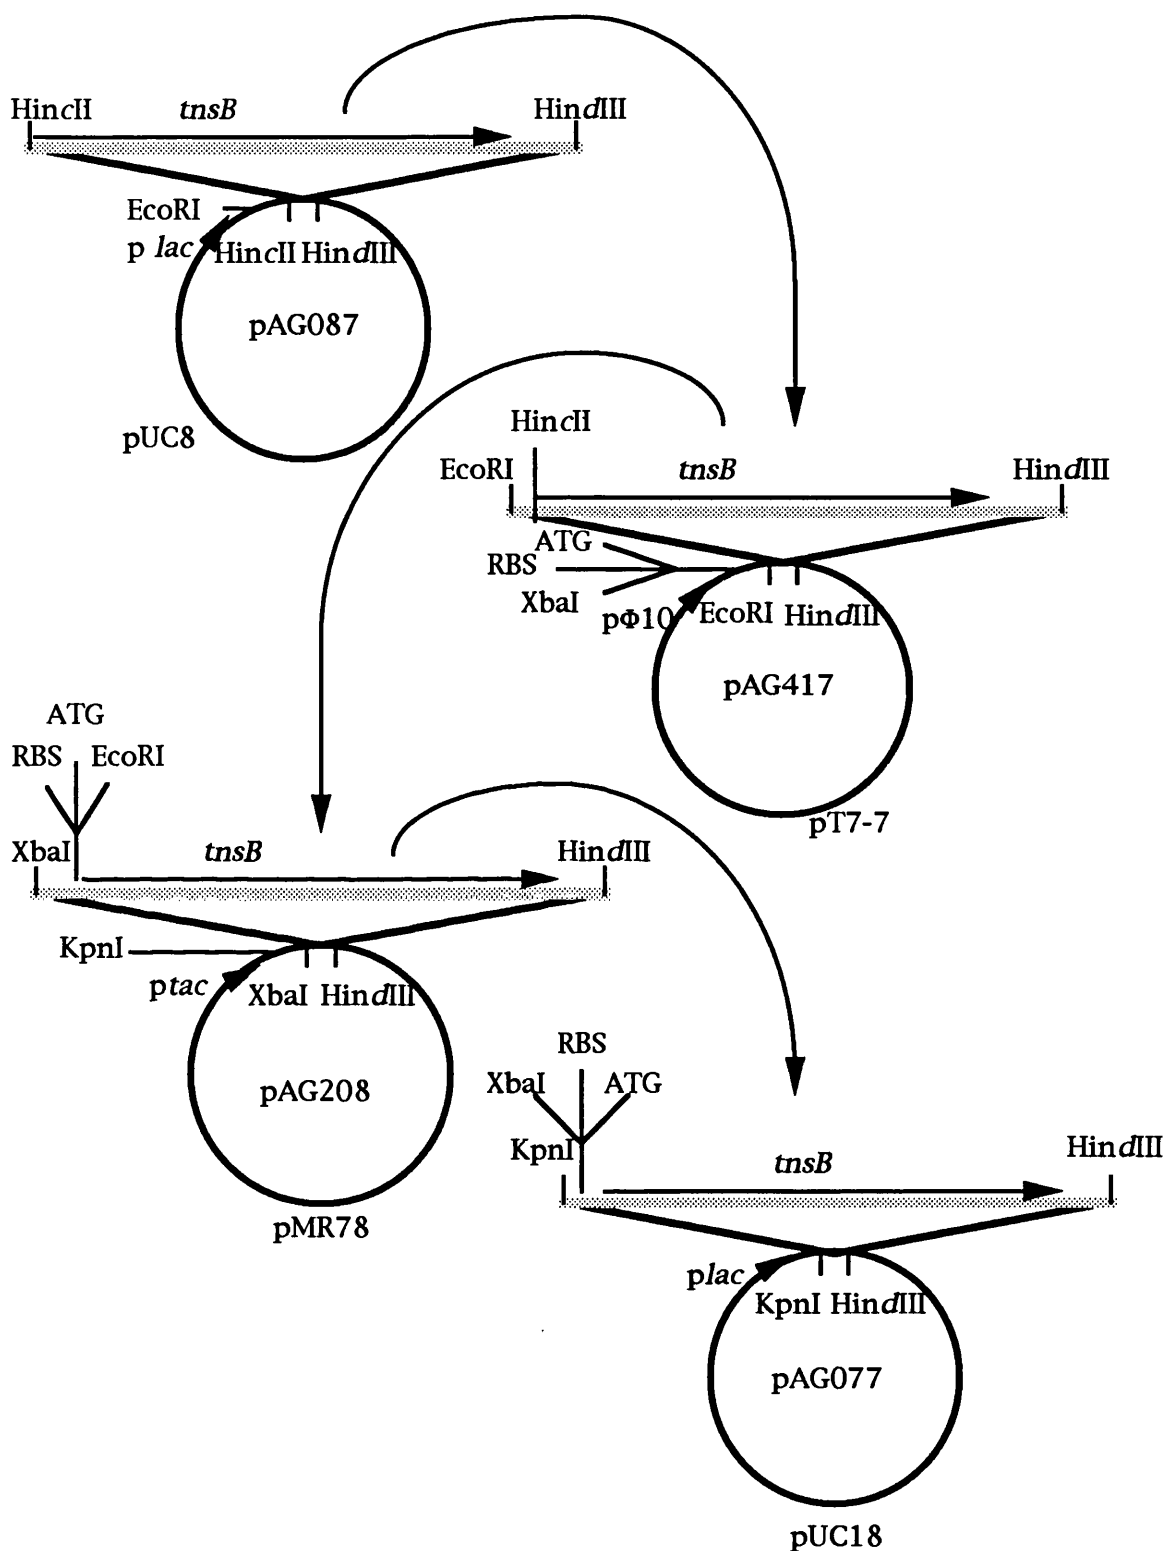 HincII tnsB HindIII
EcoRI
p lac
HincII HindIII
pAG087
pUC8
HincII
EcoRI tnsB HindIII
ATG
RBS
XbaI
pΦ10 EcoRI HindIII
pAG417
pT7-7
ATG
RBS EcoRI
XbaI tnsB HindIII
KpnI
ptac XbaI HindIII
pAG208
pMR78
RBS
XbaI ATG
KpnI tnsB HindIII
plac
KpnI HindIII
pAG077
pUC18